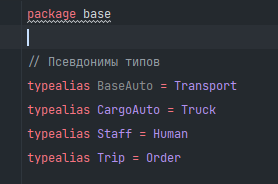 package base
// Псевдонимы типов
typealias BaseAuto = Transport
typealias CargoAuto = Truck
typealias Staff = Human
typealias Trip = Order